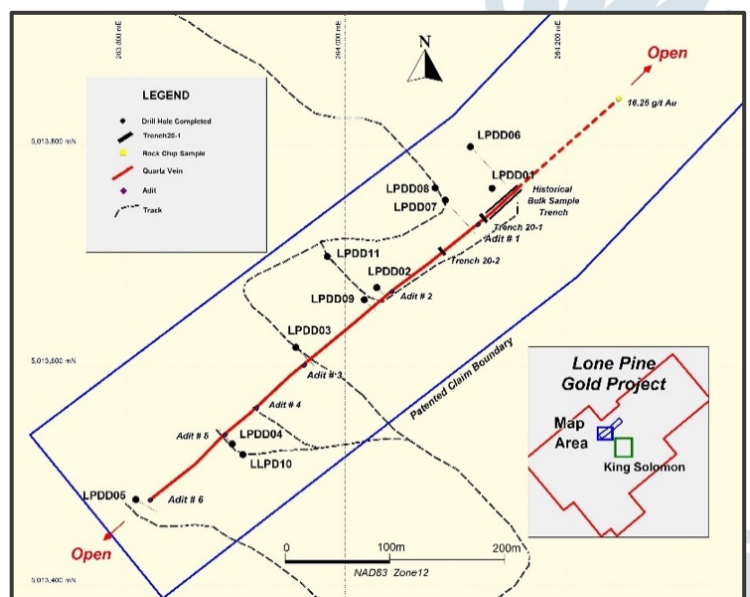 263,800 mE
264,000 mE
264,200 mE
N
Open
16.25 g/t Au
LEGEND
Drill Hole Completed
Trench20-1
Rock Chip Sample
Quartz Vein
Adit
Track
5,013,800 mN
LPDD06
LPDD01
LPDD08
LPDD07
Historical
Bulk Sample
Trench
Trench 20-1
Adit # 1
Trench 20-2
LPDD11
LPDD02
LPDD09
Adit # 2
LPDD03
5,013,600 mN
Adit # 3
Patented Claim Boundary
Adit # 4
Adit # 5
LPDD04
LLPD10
LPDD05
Adit # 6
Open
Lone Pine
Gold Project
Map
Area
King Solomon
0
100m
200m
NAD83 Zone12
5,013,400 mN